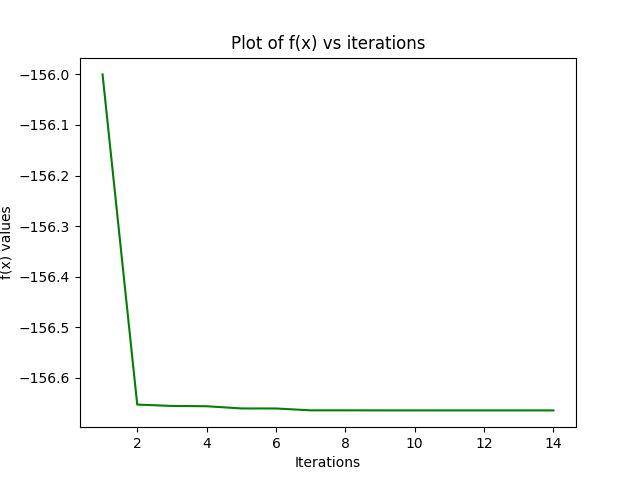 Plot of f(x) vs iterations
−156.0
−156.1
−156.2
−156.3
−156.4
−156.5
−156.6
f(x) values
2 4 6 8 10 12 14
Iterations